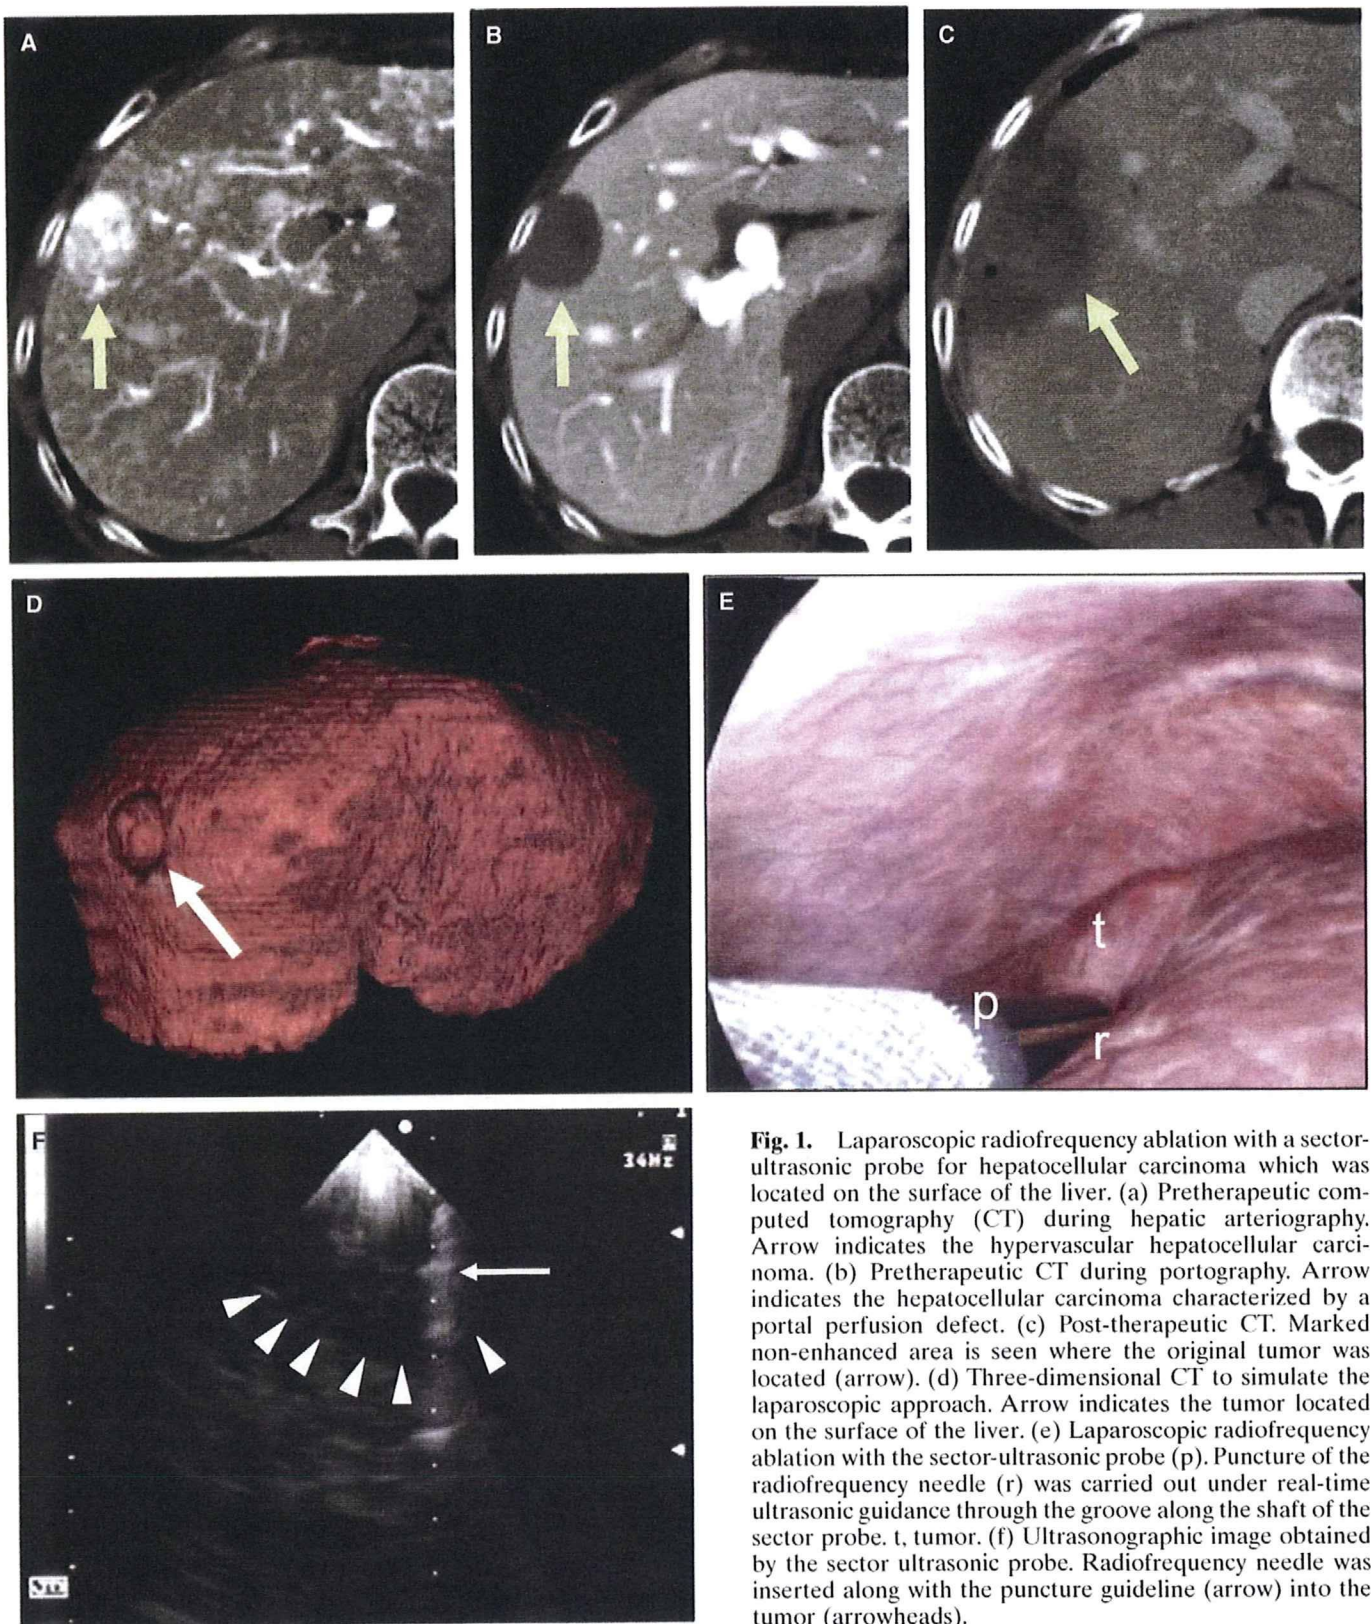 A
B
C
D
E
t
p
r
F
34Hz
Fig. 1. Laparoscopic radiofrequency ablation with a sector-
ultrasonic probe for hepatocellular carcinoma which was
located on the surface of the liver. (a) Pretherapeutic com-
puted tomography (CT) during hepatic arteriography.
Arrow indicates the hypervascular hepatocellular carci-
noma. (b) Pretherapeutic CT during portography. Arrow
indicates the hepatocellular carcinoma characterized by a
portal perfusion defect. (c) Post-therapeutic CT. Marked
non-enhanced area is seen where the original tumor was
located (arrow). (d) Three-dimensional CT to simulate the
laparoscopic approach. Arrow indicates the tumor located
on the surface of the liver. (e) Laparoscopic radiofrequency
ablation with the sector-ultrasonic probe (p). Puncture of the
radiofrequency needle (r) was carried out under real-time
ultrasonic guidance through the groove along the shaft of the
sector probe. t, tumor. (f) Ultrasonographic image obtained
by the sector ultrasonic probe. Radiofrequency needle was
inserted along with the puncture guideline (arrow) into the
tumor (arrowheads).